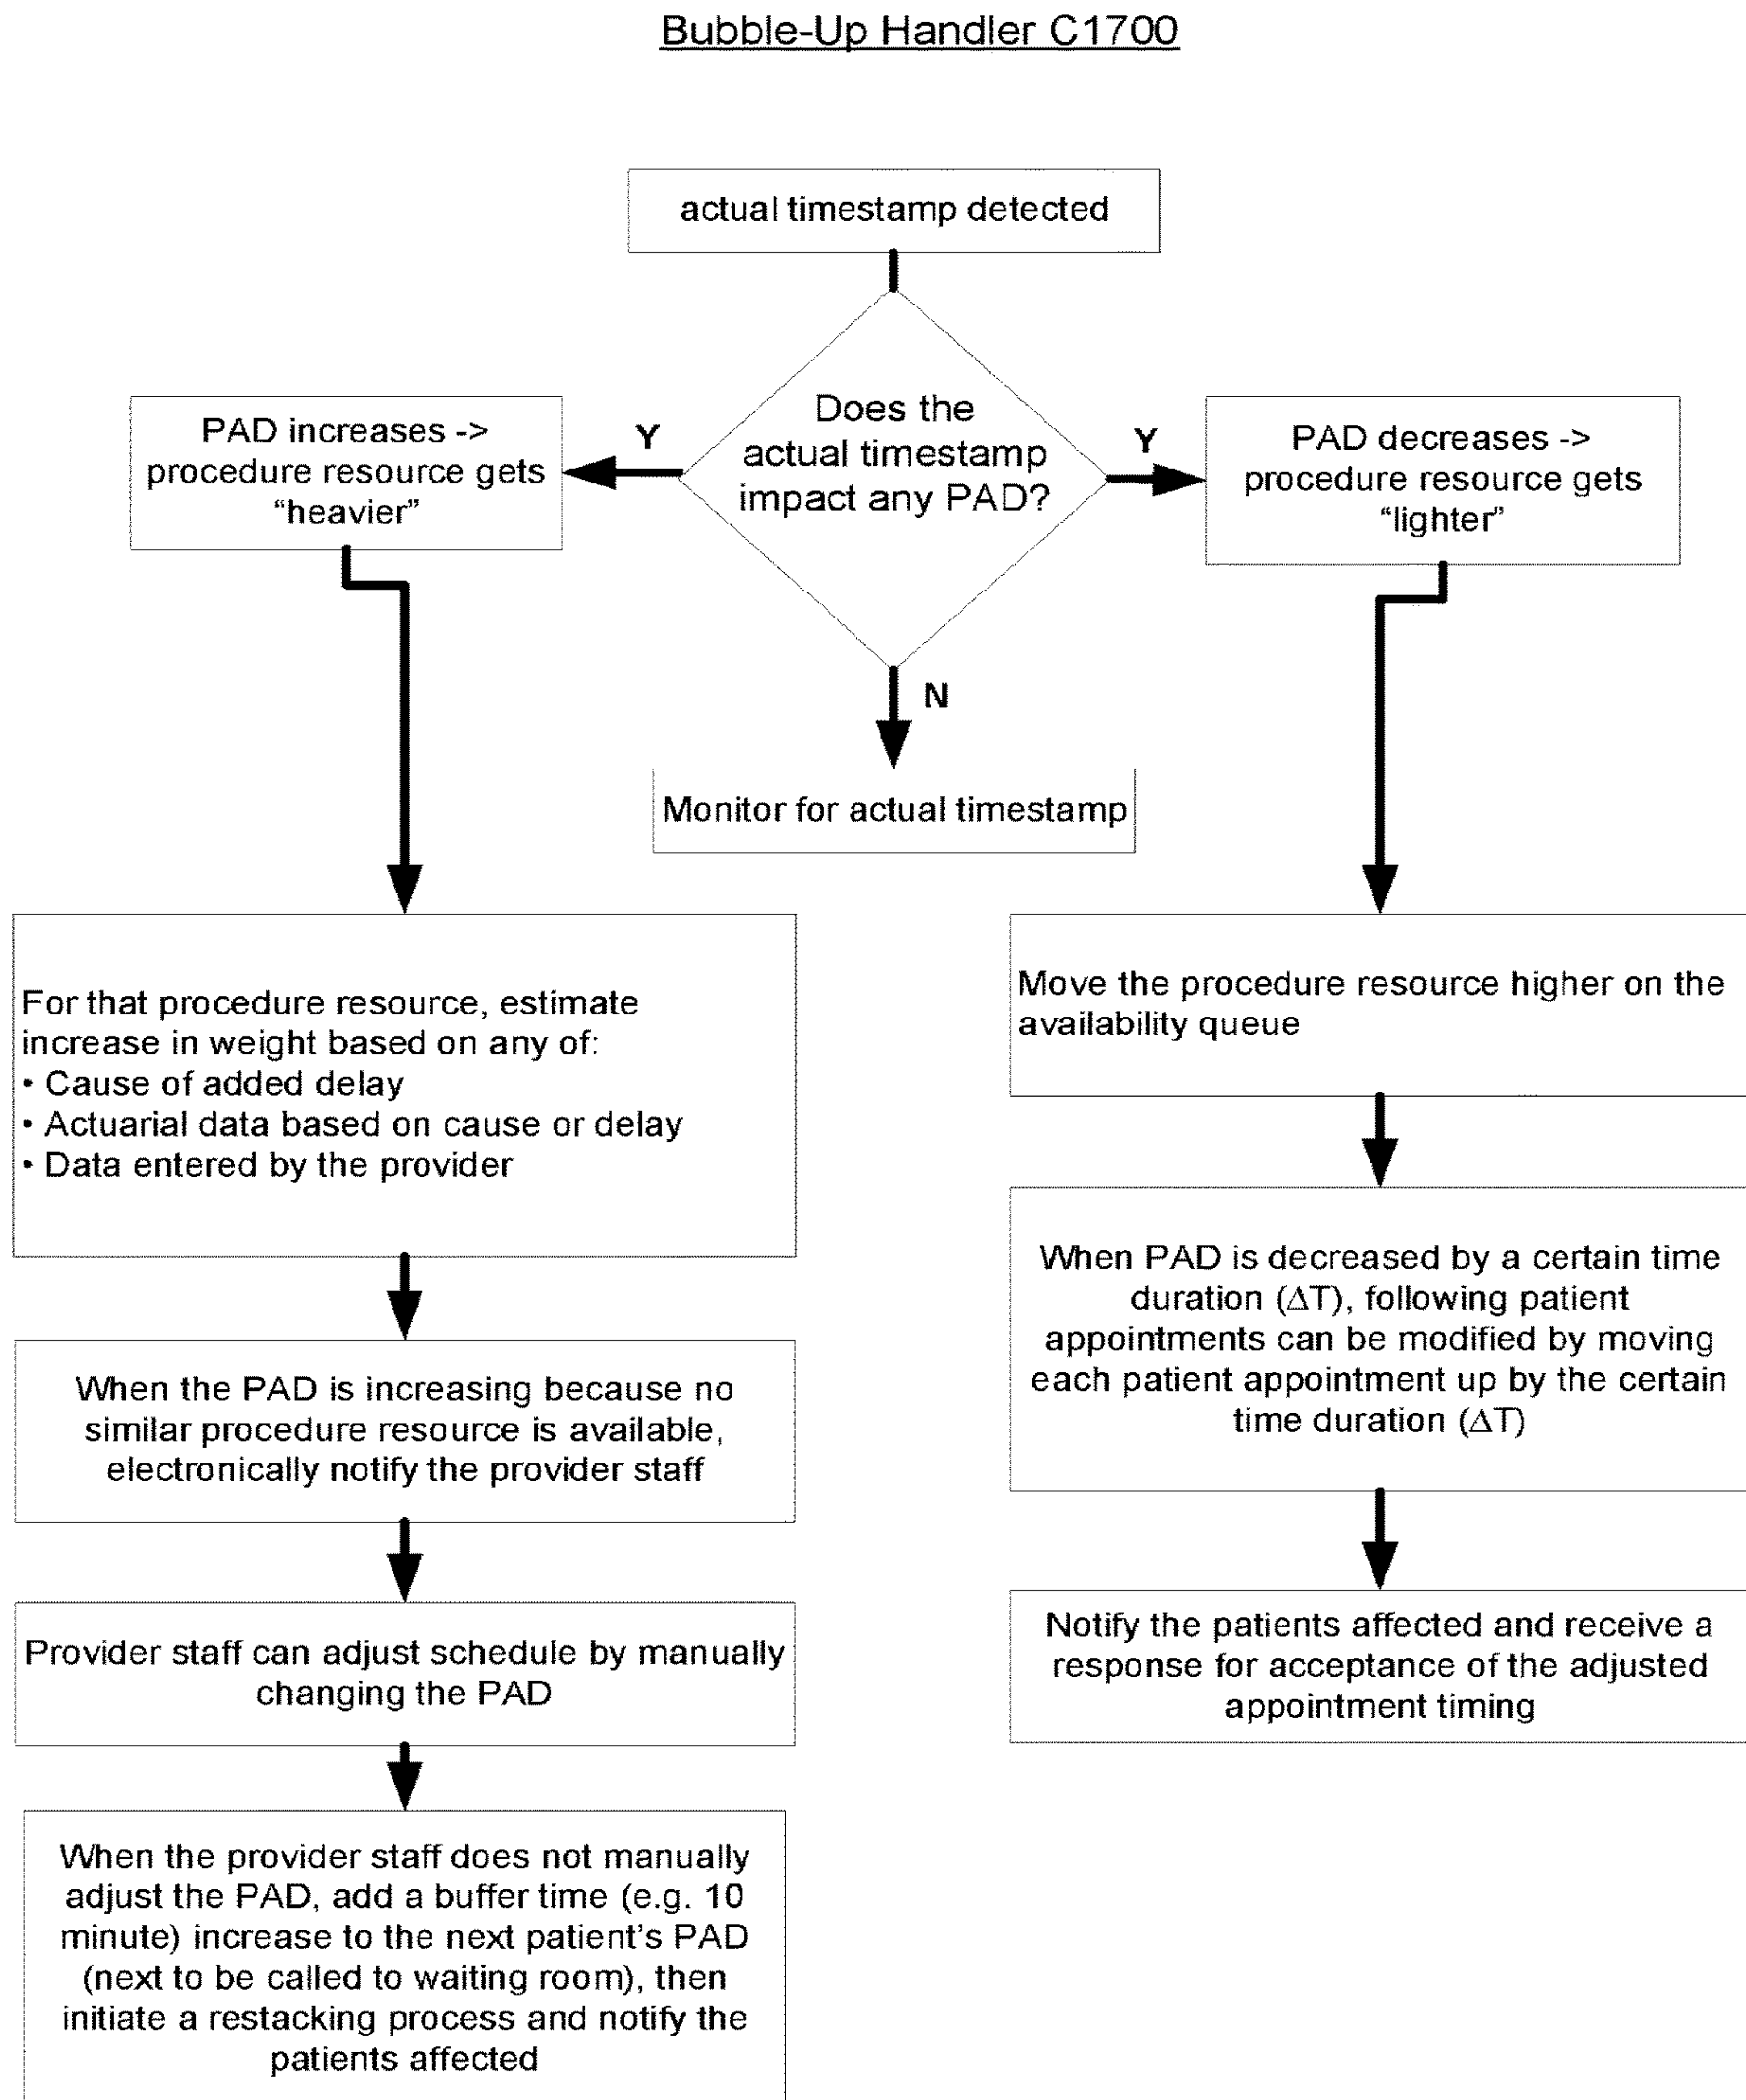 Bubble-Up Handler C1700
actual timestamp detected
Does the
actual timestamp
impact any PAD?
Y
Y
N
PAD increases ->
procedure resource gets
“heavier”
PAD decreases ->
procedure resource gets
“lighter”
Monitor for actual timestamp
For that procedure resource, estimate
increase in weight based on any of:
• Cause of added delay
• Actuarial data based on cause or delay
• Data entered by the provider
When the PAD is increasing because no
similar procedure resource is available,
electronically notify the provider staff
Provider staff can adjust schedule by manually
changing the PAD
When the provider staff does not manually
adjust the PAD, add a buffer time (e.g. 10
minute) increase to the next patient's PAD
(next to be called to waiting room), then
initiate a restacking process and notify the
patients affected
Move the procedure resource higher on the
availability queue
When PAD is decreased by a certain time
duration (ΔT), following patient
appointments can be modified by moving
each patient appointment up by the certain
time duration (ΔT)
Notify the patients affected and receive a
response for acceptance of the adjusted
appointment timing